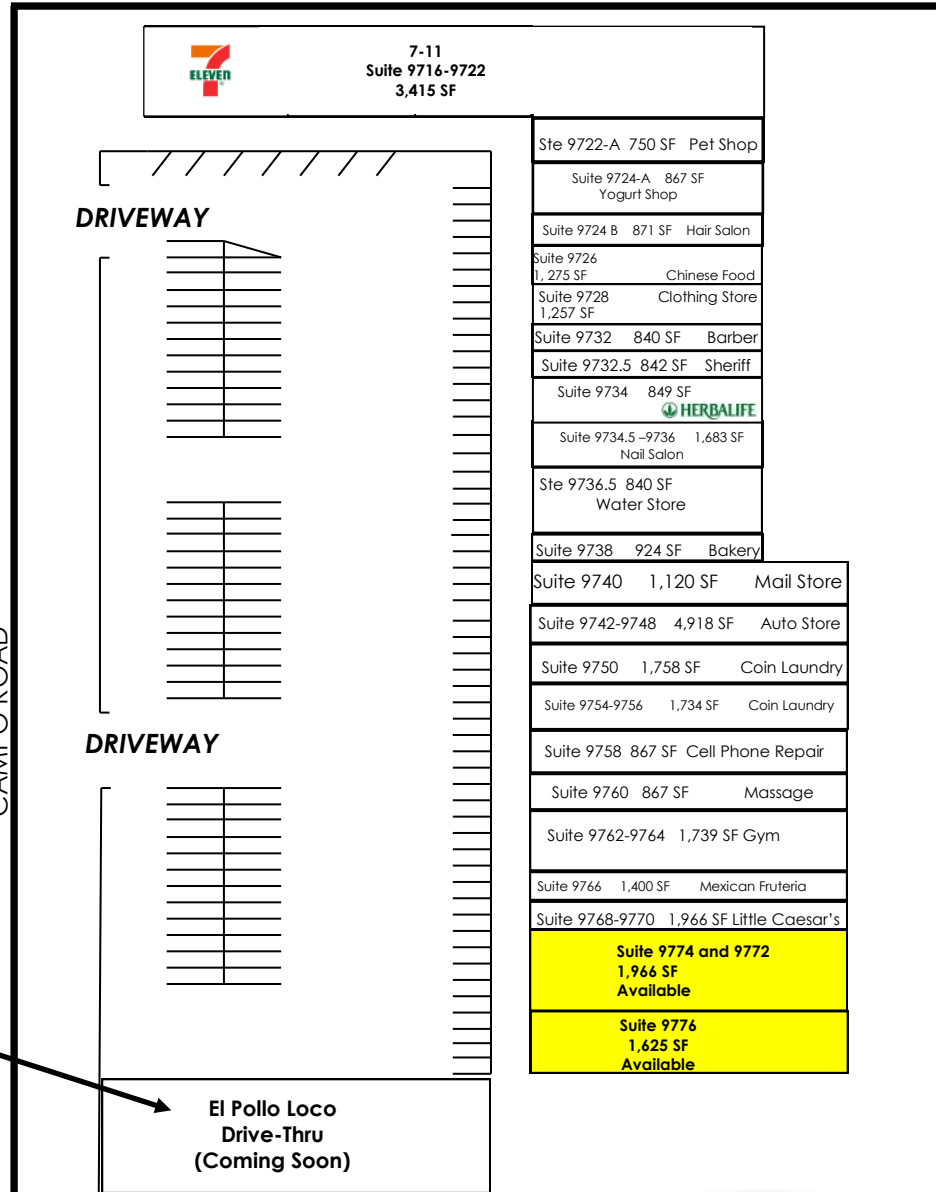 7
ELEVEN
7-11
Suite 9716-9722
3,415 SF
Ste 9722-A 750 SF Pet Shop
Suite 9724-A 867 SF
Yogurt Shop
DRIVEWAY
Suite 9724 B 871 SF Hair Salon
Suite 9726
1, 275 SF Chinese Food
Suite 9728 Clothing Store
1,257 SF
Suite 9732 840 SF Barber
Suite 9732.5 842 SF Sheriff
Suite 9734 849 SF
HERBALIFE
Suite 9734.5 –9736 1,683 SF
Nail Salon
Ste 9736.5 840 SF
Water Store
Suite 9738 924 SF Bakery
Suite 9740 1,120 SF Mail Store
Suite 9742-9748 4,918 SF Auto Store
Suite 9750 1,758 SF Coin Laundry
Suite 9754-9756 1,734 SF Coin Laundry
CAMPO ROAD
DRIVEWAY
Suite 9758 867 SF Cell Phone Repair
Suite 9760 867 SF Massage
Suite 9762-9764 1,739 SF Gym
Suite 9766 1,400 SF Mexican Fruteria
Suite 9768-9770 1,966 SF Little Caesar's
Suite 9774 and 9772
1,966 SF
Available
Suite 9776
1,625 SF
Available
El Pollo Loco
Drive-Thru
(Coming Soon)